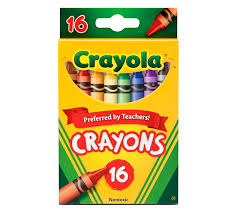 16
Crayola
Preferred by Teachers!
CRAYONS
16
Nontoxic